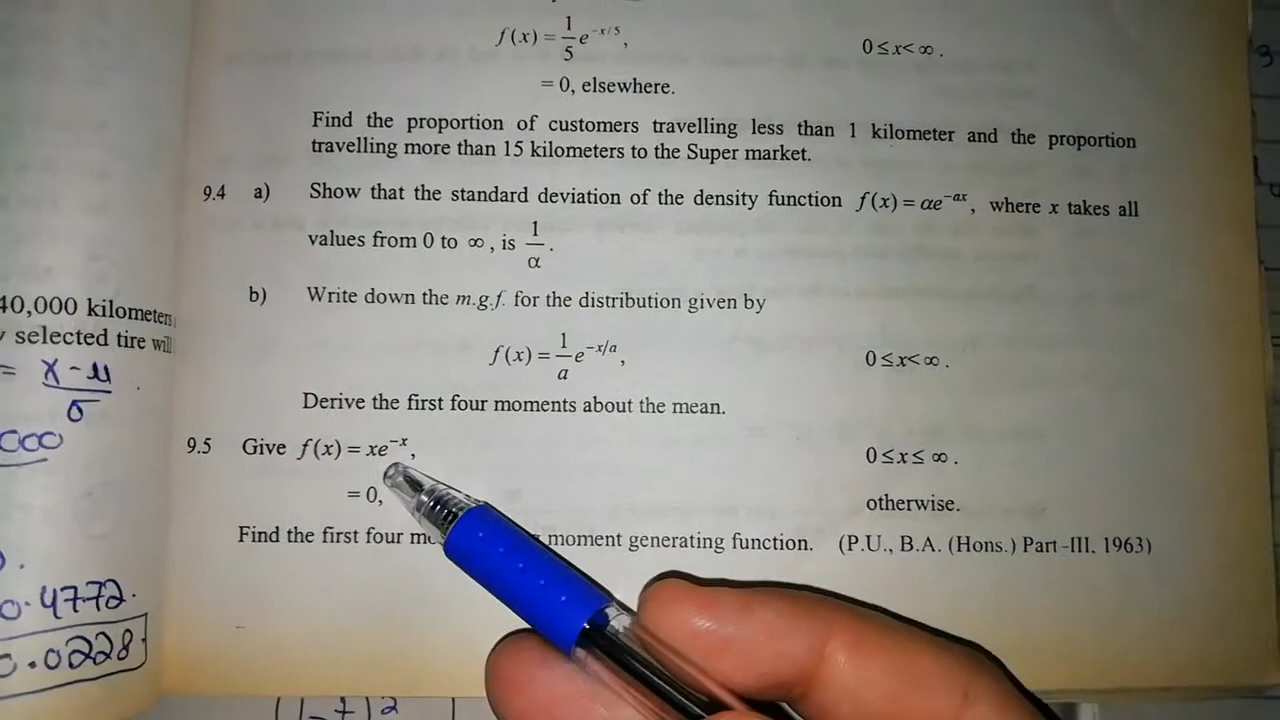 f(x) = 1/5 e^{-x/5}, 0 ≤ x < ∞.
= 0, elsewhere.
Find the proportion of customers travelling less than 1 kilometer and the proportion
travelling more than 15 kilometers to the Super market.
9.4 a) Show that the standard deviation of the density function f(x) = αe^{-αx}, where x takes all
values from 0 to ∞, is 1/α.
b) Write down the m.g.f. for the distribution given by
f(x) = 1/a e^{-x/a}, 0 ≤ x < ∞.
Derive the first four moments about the mean.
9.5 Give f(x) = xe^{-x}, 0 ≤ x ≤ ∞.
= 0, otherwise.
Find the first four moment generating function. (P.U., B.A. (Hons.) Part-III. 1963)
40,000 kilometers
selected tire will
= x-μ/σ
000
0.4772.
0.0228